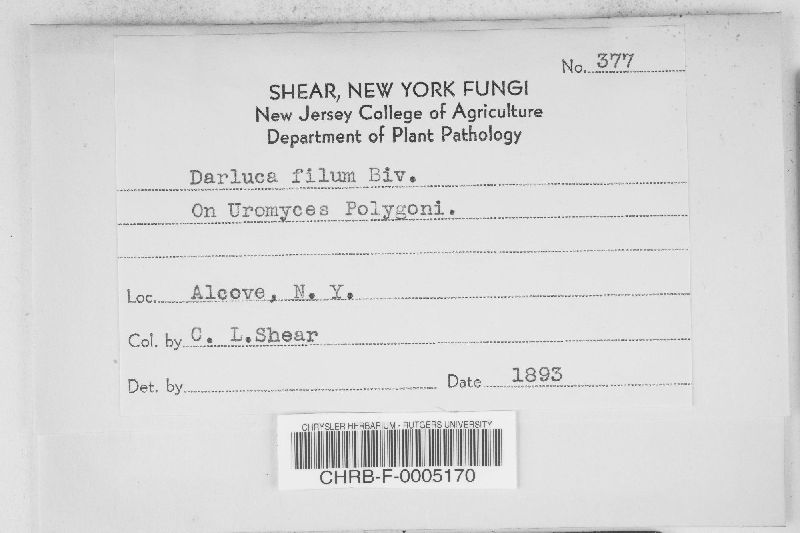 No. 377
SHEAR, NEW YORK FUNGI
New Jersey College of Agriculture
Department of Plant Pathology
Darluca filum Biv.
On Uromyces Polygoni.
Loc. Alcove, N. Y.
Col. by C. L.Shear
Det. by
Date 1893
CHRYSLER HERBARIUM - RUTGERS UNIVERSITY
CHRB-F-0005170